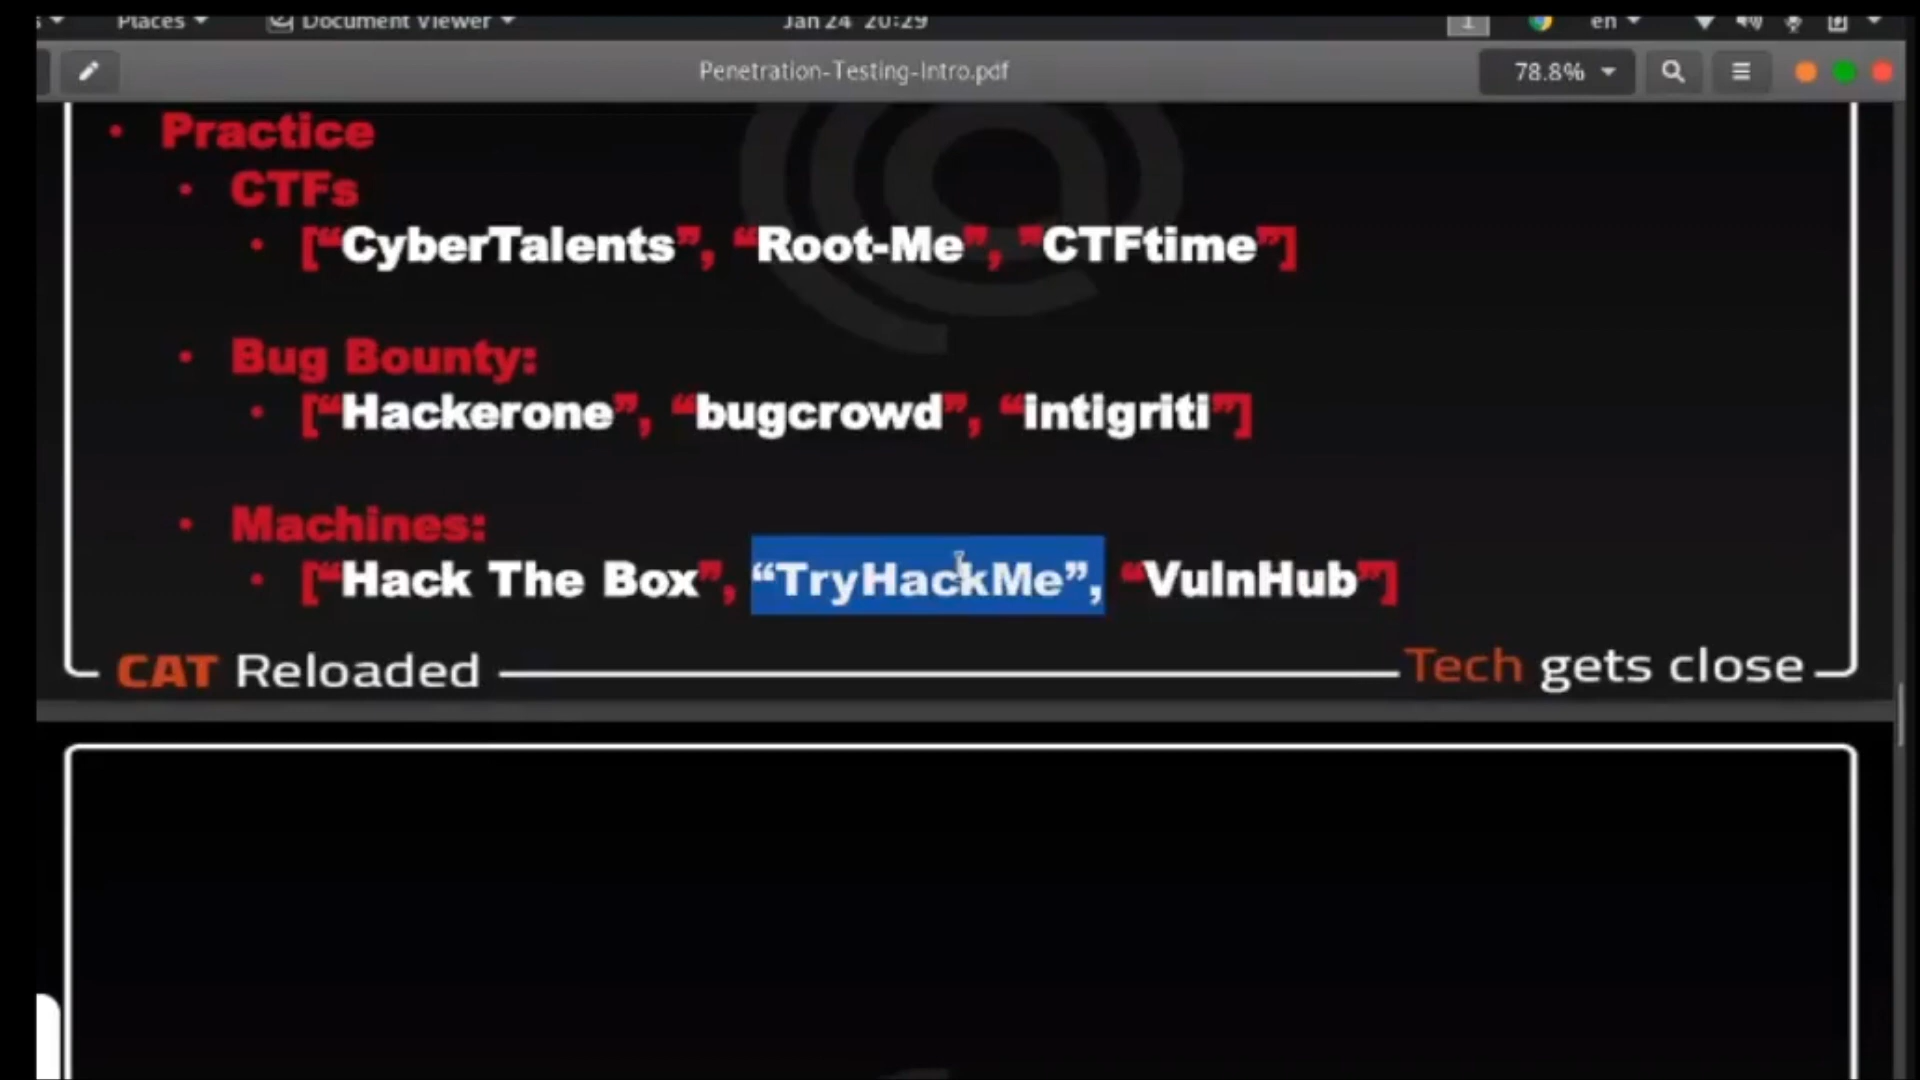 Places Document Viewer Jan 24 20:29 1 en
Penetration-Testing-Intro.pdf 78.8%
• Practice
• CTFs
• [“CyberTalents”, “Root-Me”, ”CTFtime”]
• Bug Bounty:
• [“Hackerone”, “bugcrowd”, “intigriti”]
• Machines:
• [“Hack The Box”, “TryHackMe”, “VulnHub”]
CAT Reloaded Tech gets close